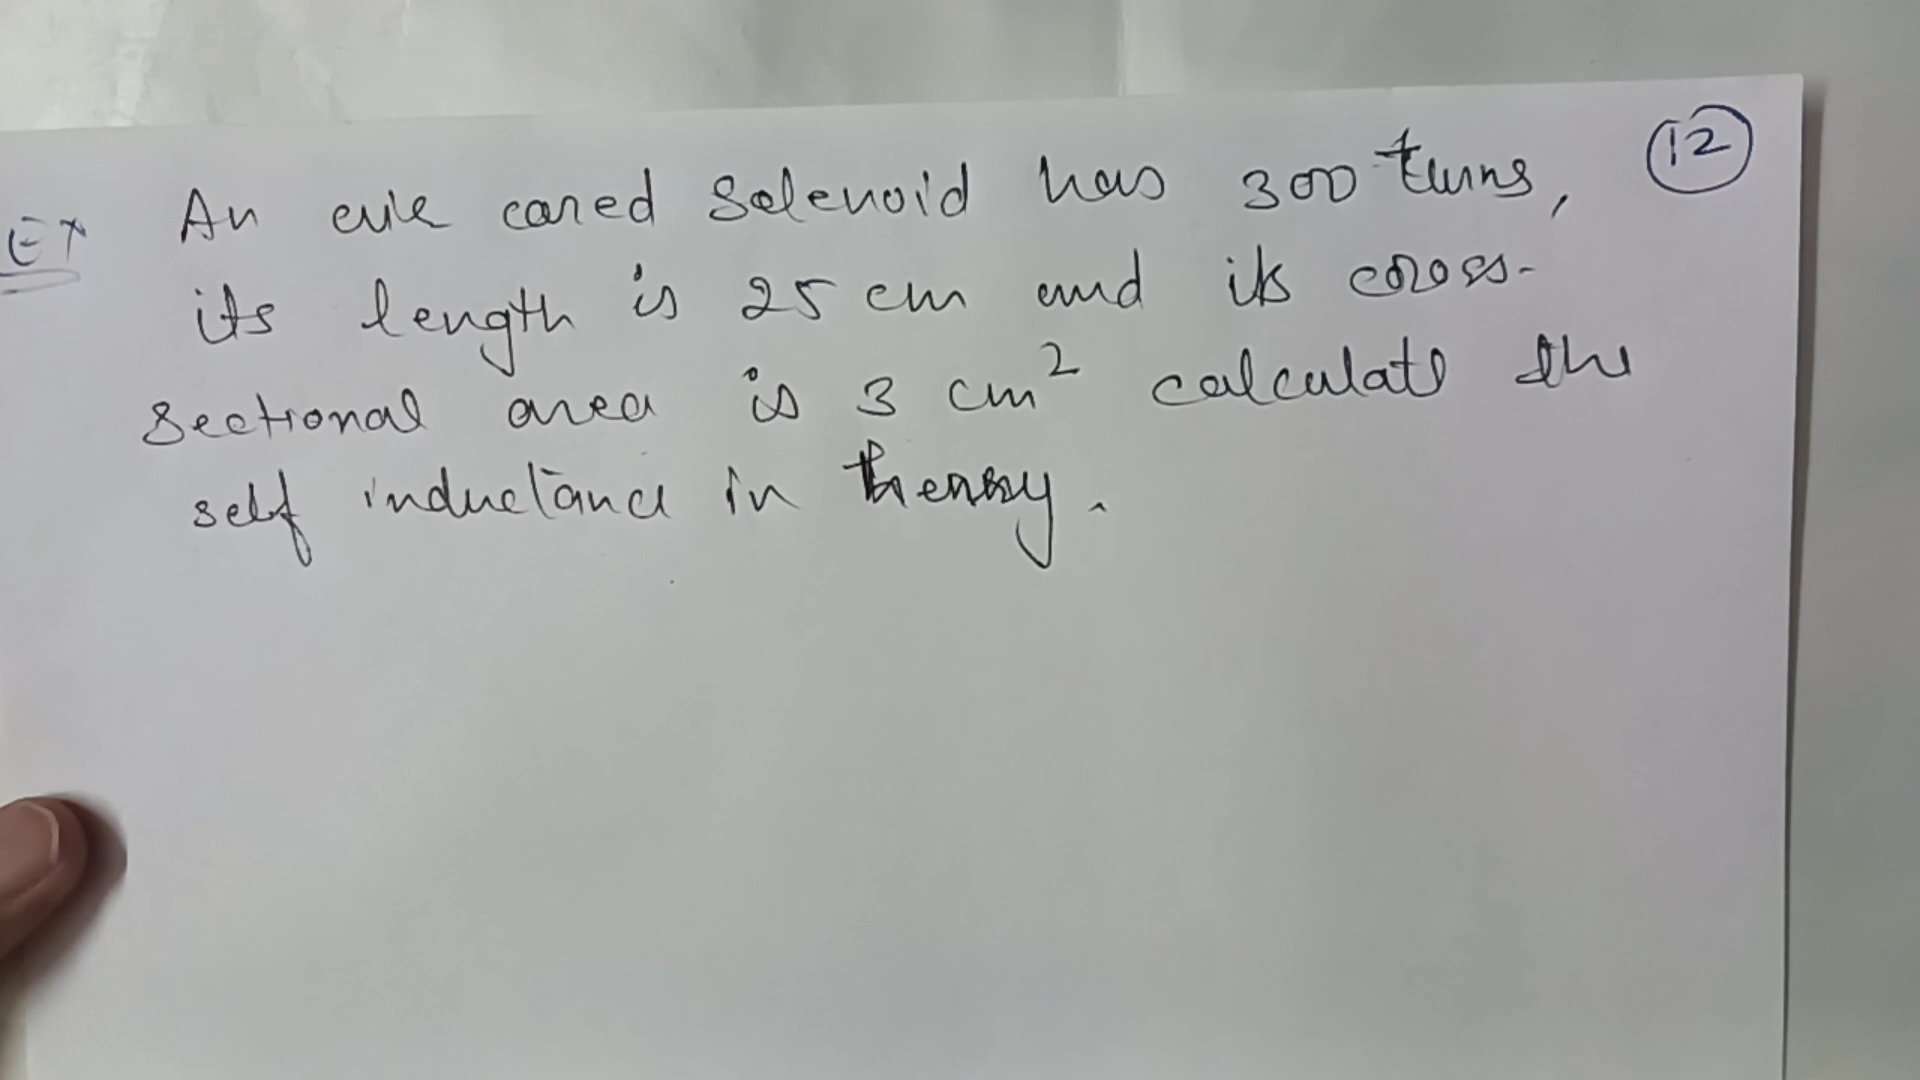 12
Ex An air cored Solenoid has 300 turns,
its length is 25 cm and its cross-
sectional area is 3 cm² calculate the
self inductance in henry.